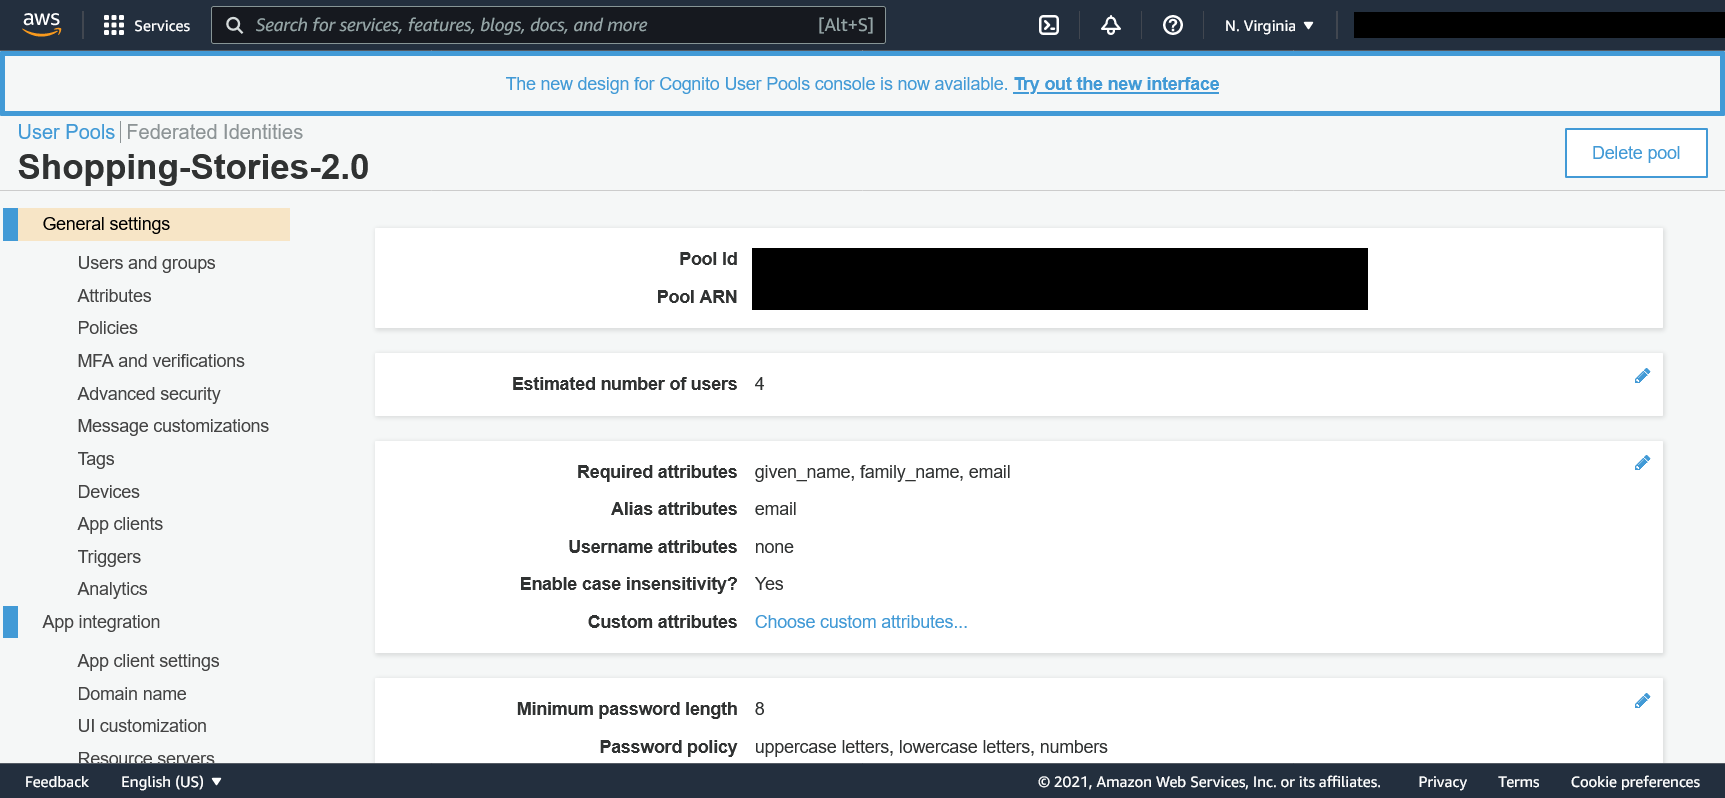 aws Services Search for services, features, blogs, docs, and more [Alt+S] N. Virginia
The new design for Cognito User Pools console is now available. Try out the new interface
User Pools Federated Identities
Shopping-Stories-2.0
Delete pool
General settings
Users and groups
Attributes
Policies
MFA and verifications
Advanced security
Message customizations
Tags
Devices
App clients
Triggers
Analytics
App integration
App client settings
Domain name
UI customization
Resource servers
Pool Id
Pool ARN
Estimated number of users 4
Required attributes given_name, family_name, email
Alias attributes email
Username attributes none
Enable case insensitivity? Yes
Custom attributes Choose custom attributes...
Minimum password length 8
Password policy uppercase letters, lowercase letters, numbers
Feedback English (US) © 2021, Amazon Web Services, Inc. or its affiliates. Privacy Terms Cookie preferences